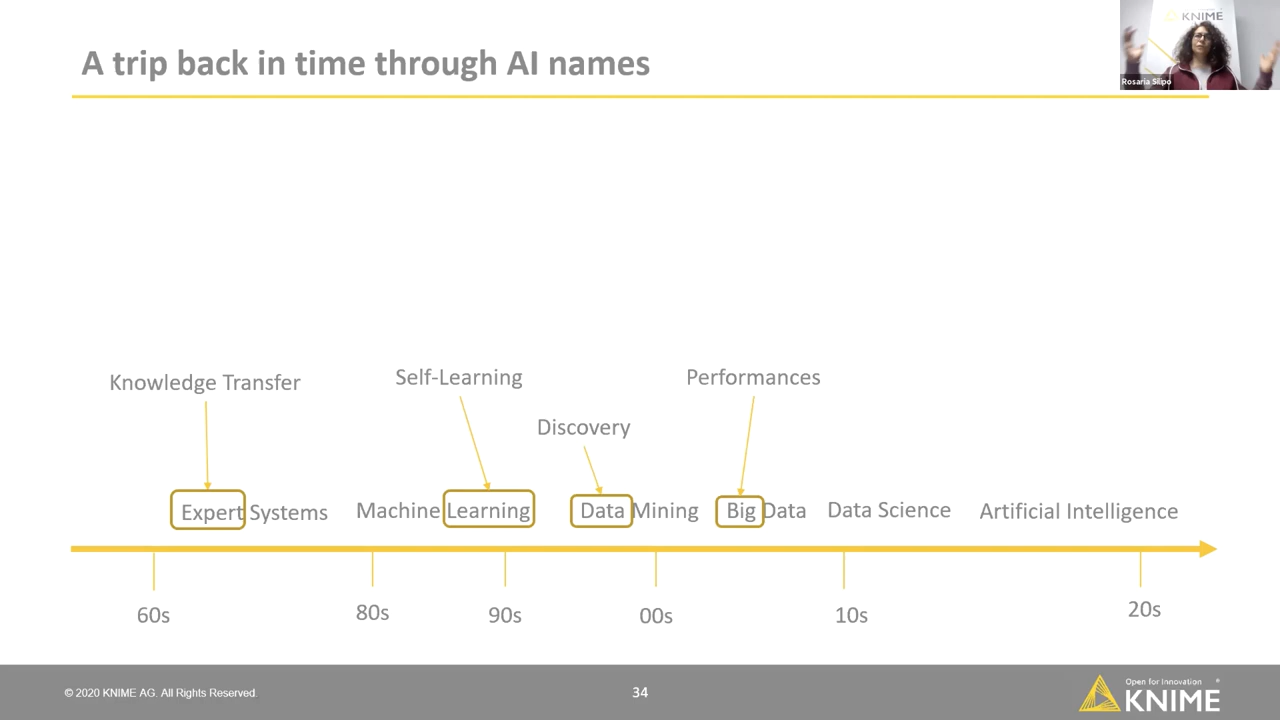 A trip back in time through AI names
KNIME
Rosaria Silipo
Knowledge Transfer
Self-Learning
Performances
Discovery
Expert Systems
Machine Learning
Data Mining
Big Data
Data Science
Artificial Intelligence
60s
80s
90s
00s
10s
20s
© 2020 KNIME AG. All Rights Reserved.
34
Open for Innovation ®
KNIME